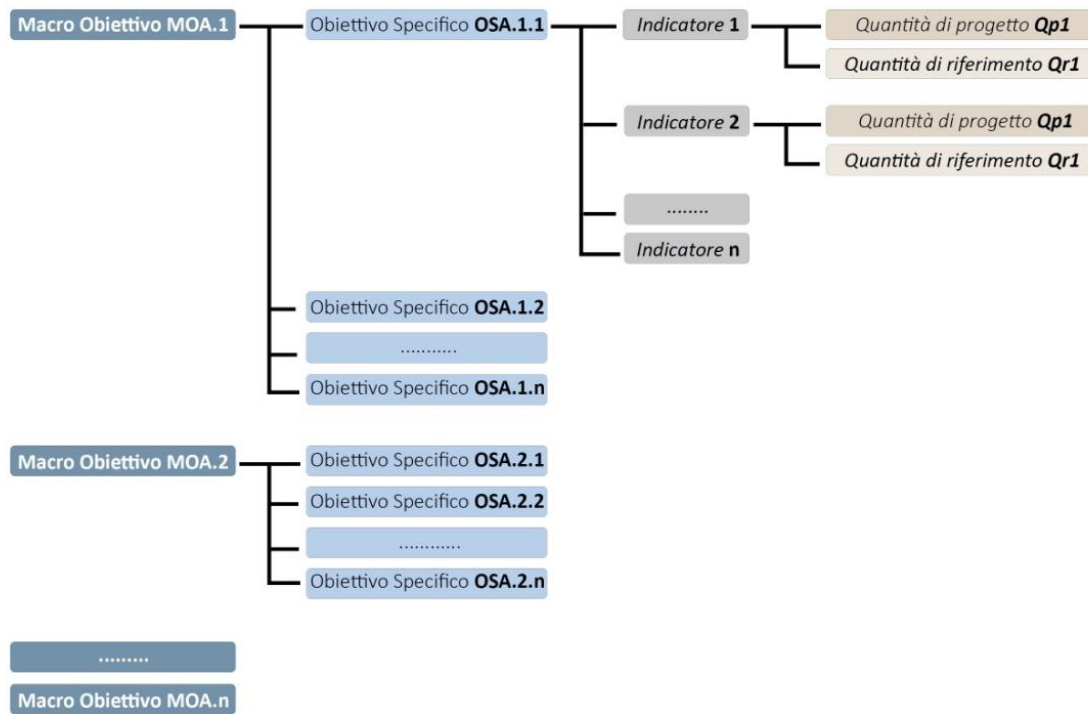 Macro Obiettivo MOA.1
Obiettivo Specifico OSA.1.1
Indicatore 1
Quantità di progetto Qp1
Quantità di riferimento Qr1
Indicatore 2
Quantità di progetto Qp1
Quantità di riferimento Qr1
........
Indicatore n
Obiettivo Specifico OSA.1.2
...........
Obiettivo Specifico OSA.1.n
Macro Obiettivo MOA.2
Obiettivo Specifico OSA.2.1
Obiettivo Specifico OSA.2.2
............
Obiettivo Specifico OSA.2.n
.........
Macro Obiettivo MOA.n